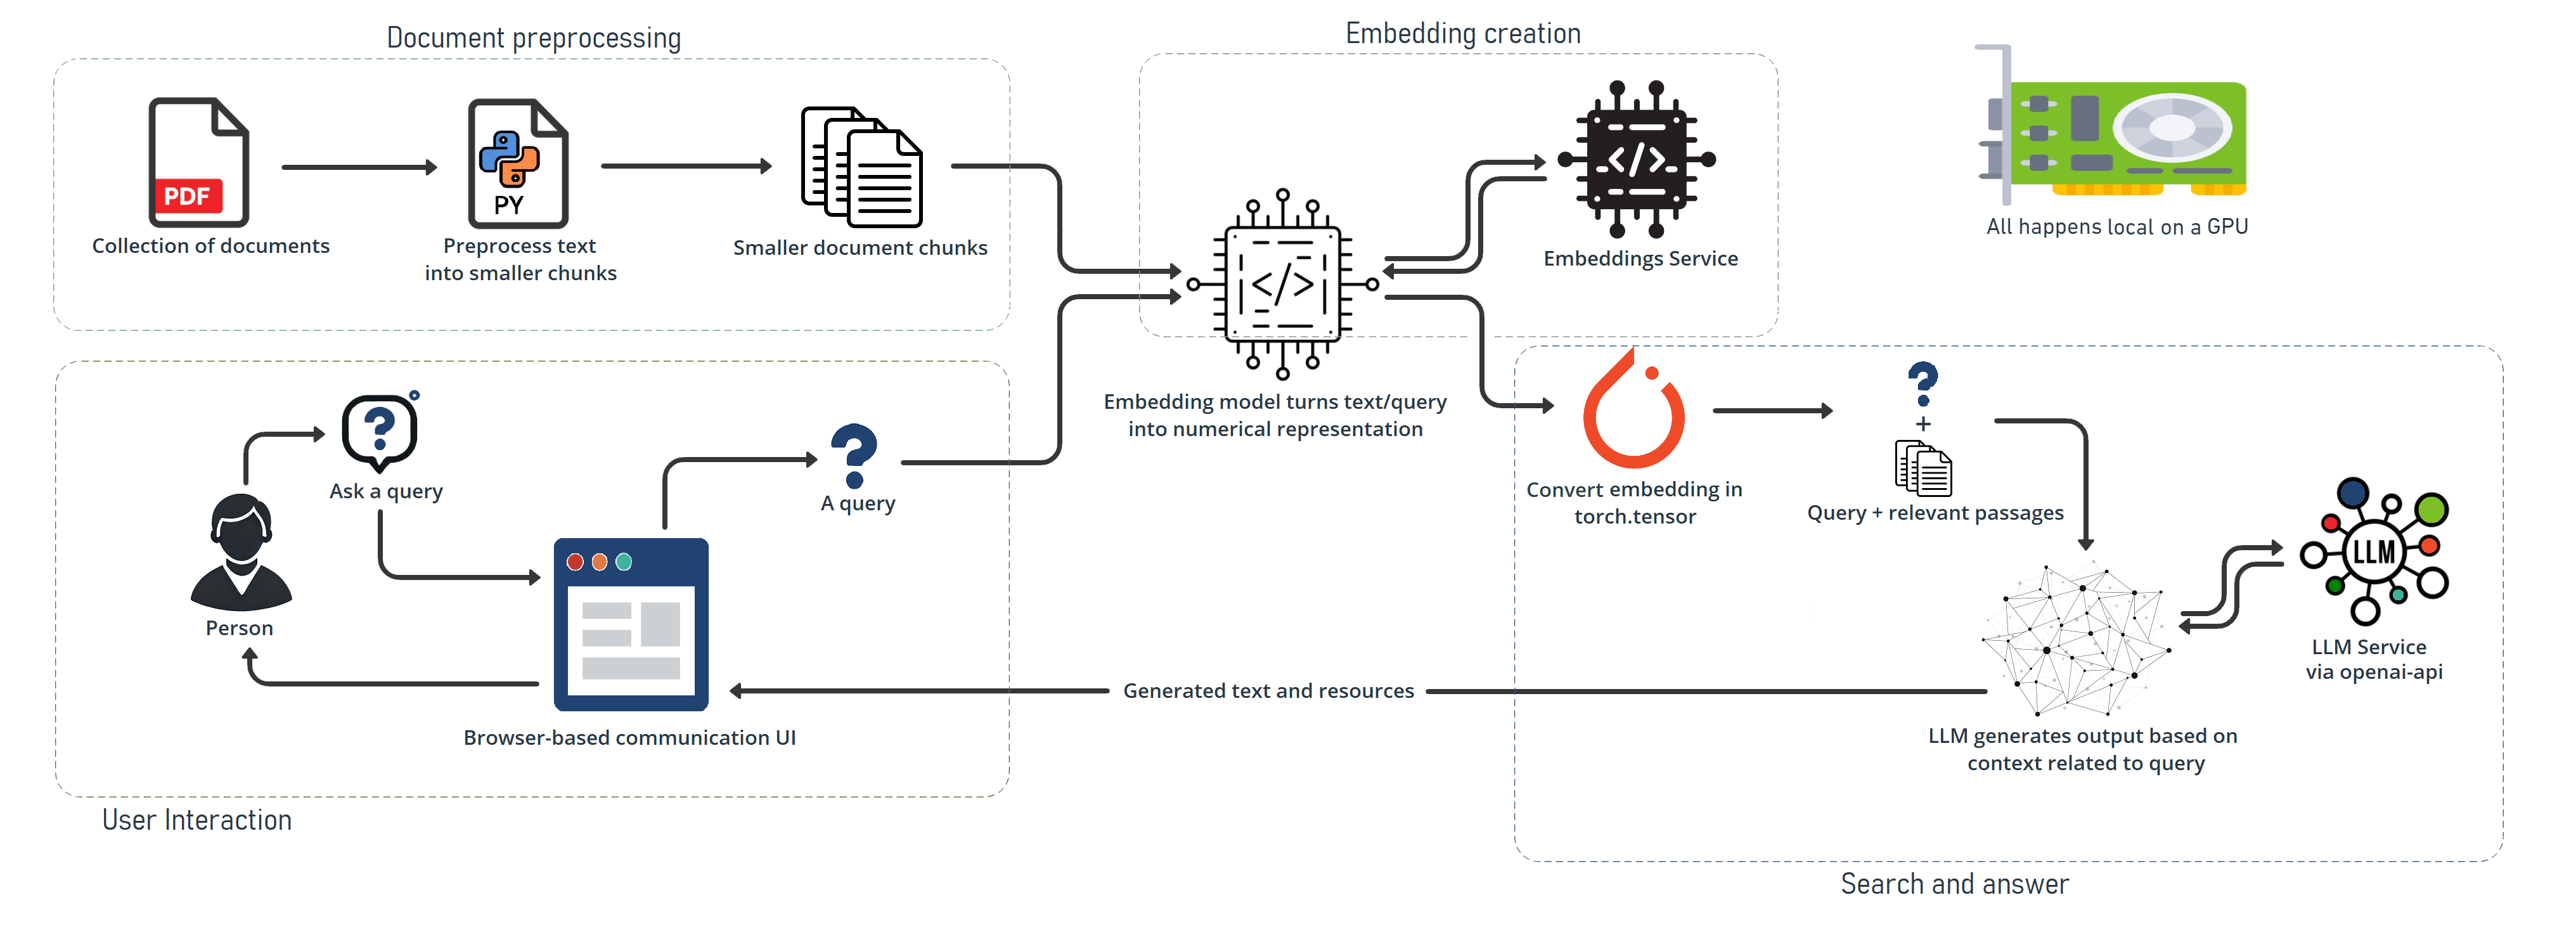 Document preprocessing
PDF
Collection of documents
PY
Preprocess text
into smaller chunks
Smaller document chunks
Embedding creation
</>
Embeddings Service
</>
Embedding model turns text/query
into numerical representation
All happens local on a GPU
?
Ask a query
Person
?
A query
Browser-based communication UI
User Interaction
Convert embedding in
torch.tensor
?
+
Query + relevant passages
LLM
LLM Service
via openai-api
LLM generates output based on
context related to query
Generated text and resources
Search and answer